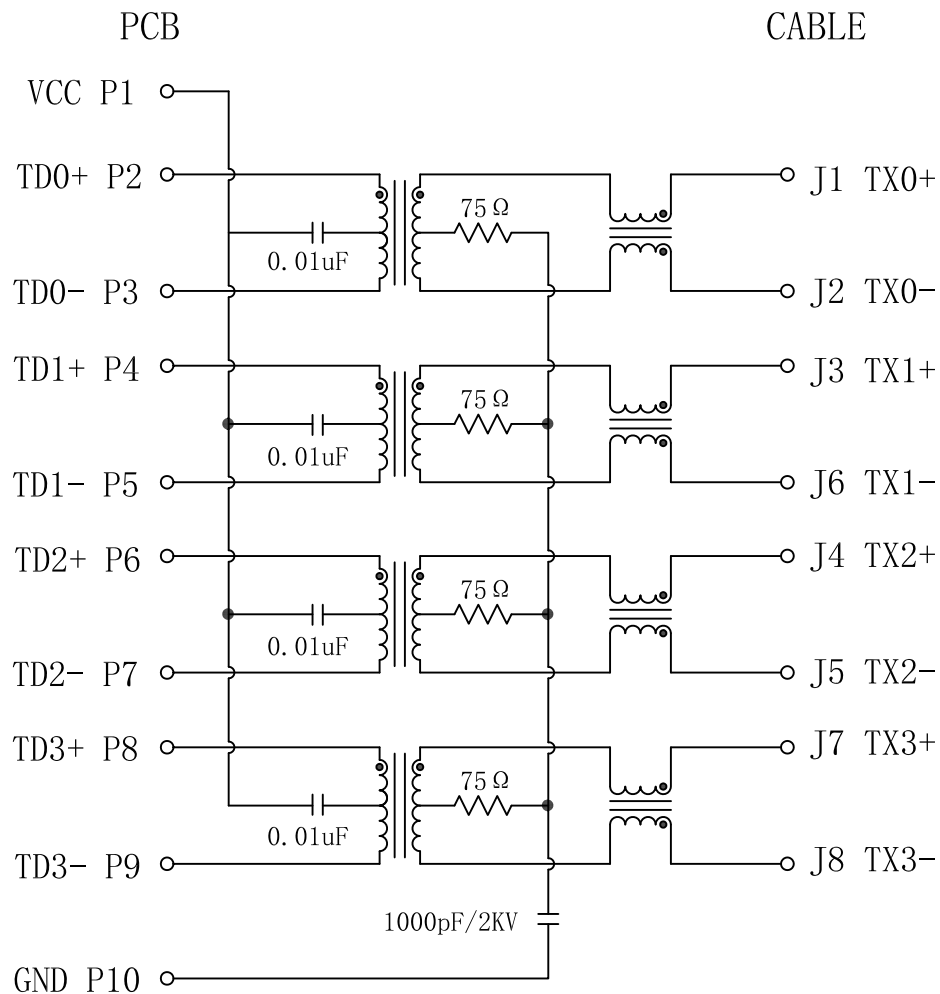 PCB CABLE
VCC P1
TD0+ P2 J1 TX0+
75Ω
0.01uF
TD0- P3 J2 TX0-
TD1+ P4 J3 TX1+
75Ω
0.01uF
TD1- P5 J6 TX1-
TD2+ P6 J4 TX2+
75Ω
0.01uF
TD2- P7 J5 TX2-
TD3+ P8 J7 TX3+
75Ω
0.01uF
TD3- P9 J8 TX3-
1000pF/2KV
GND P10